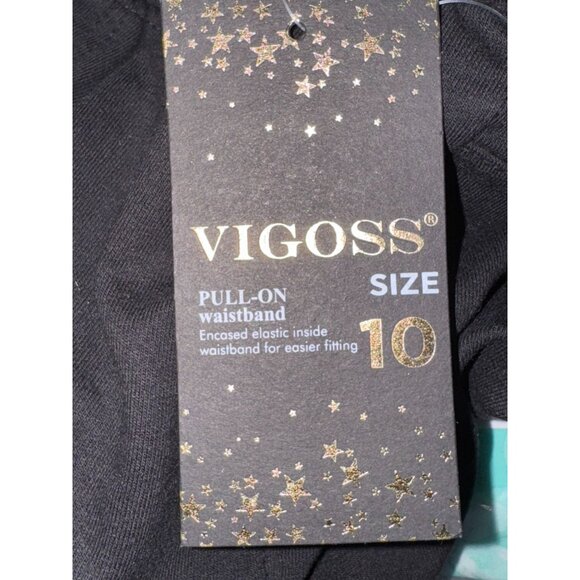 VIGOSS®
SIZE
10
PULL-ON
waistband
Encased elastic inside
waistband for easier fitting